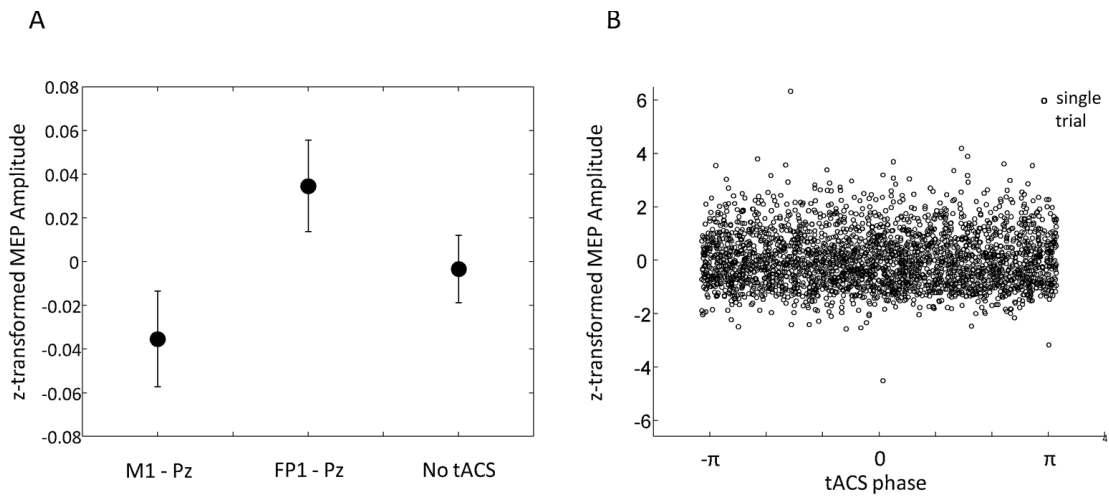 A
z-transformed MEP Amplitude
0.08
0.06
0.04
0.02
0
-0.02
-0.04
-0.06
-0.08
M1 - Pz
FP1 - Pz
No tACS
B
z-transformed MEP Amplitude
6
4
2
0
-2
-4
-6
single
trial
-π
0
π
4
tACS phase